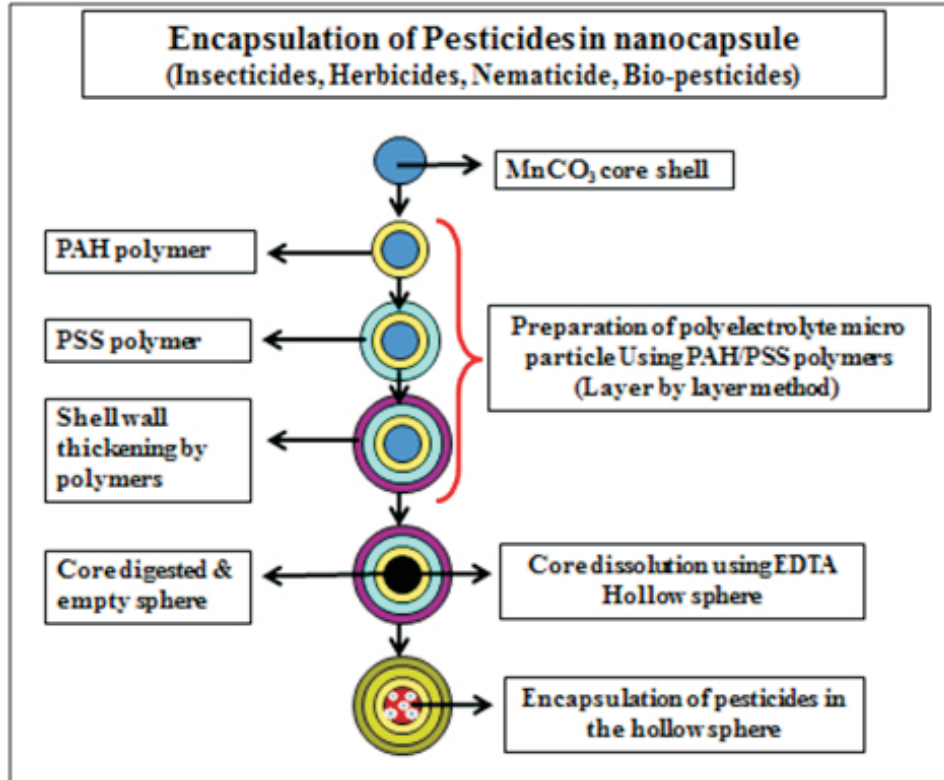 Encapsulation of Pesticides in nanocapsule
(Insecticides, Herbicides, Nematicide, Bio-pesticides)
MnCO₃ core shell
PAH polymer
PSS polymer
Preparation of polyelectrolyte micro
particle Using PAH/PSS polymers
(Layer by layer method)
Shell wall
thickening by
polymers
Core digested &
empty sphere
Core dissolution using EDTA
Hollow sphere
Encapsulation of pesticides in
the hollow sphere